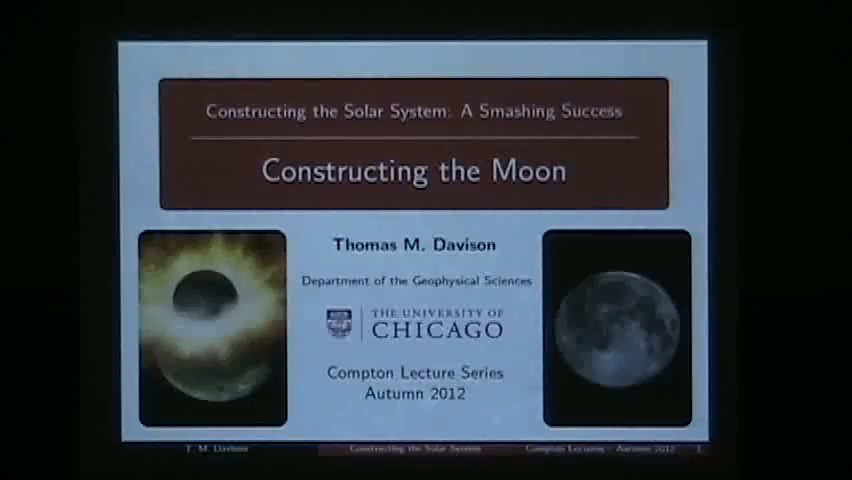 Constructing the Solar System: A Smashing Success
Constructing the Moon
Thomas M. Davison
Department of the Geophysical Sciences
THE UNIVERSITY OF
CHICAGO
Compton Lecture Series
Autumn 2012
T. M. Davison Constructing the Solar System Compton Lectures – Autumn 2012 1